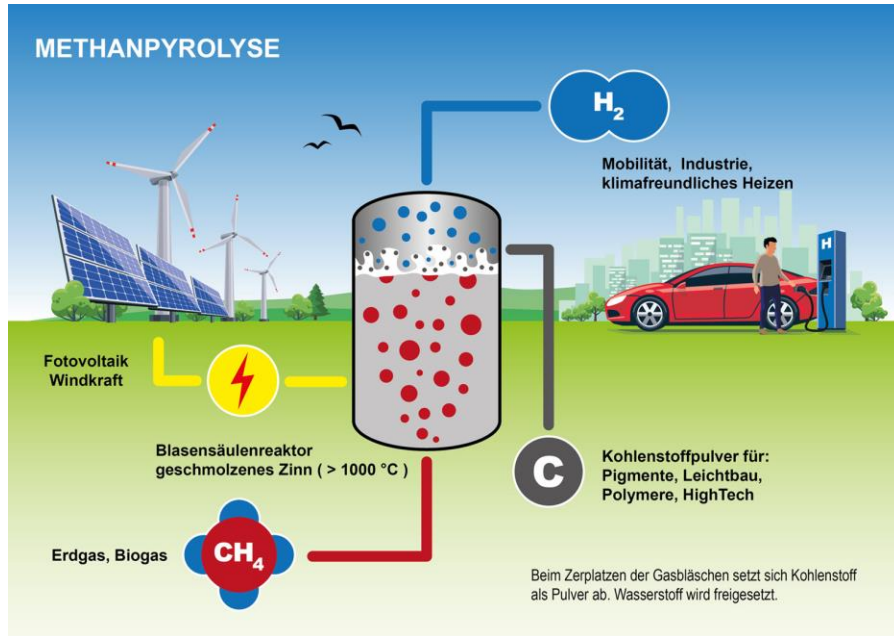 METHANPYROLYSE
H2
Mobilität, Industrie,
klimafreundliches Heizen
H
Fotovoltaik
Windkraft
Blasensäulenreaktor
geschmolzenes Zinn ( > 1000 °C )
C
Kohlenstoffpulver für:
Pigmente, Leichtbau,
Polymere, HighTech
Erdgas, Biogas
CH4
Beim Zerplatzen der Gasbläschen setzt sich Kohlenstoff
als Pulver ab. Wasserstoff wird freigesetzt.